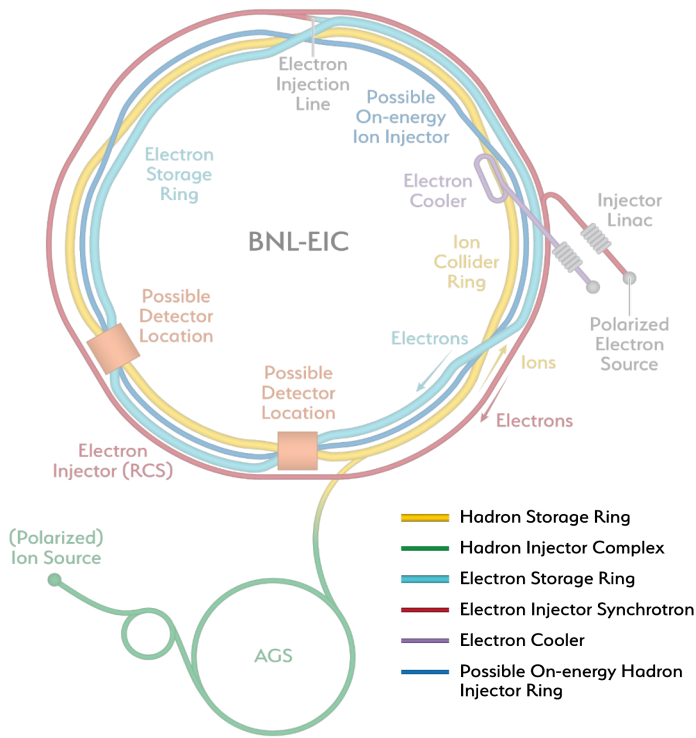 Electron
Injection
Line
Possible
On-energy
Ion Injector
Electron
Storage
Ring
Electron
Cooler
Injector
Linac
BNL-EIC
Ion
Collider
Ring
Possible
Detector
Location
Polarized
Electron
Source
Electrons
Ions
Possible
Detector
Location
Electrons
Electron
Injector (RCS)
(Polarized)
Ion Source
AGS
Hadron Storage Ring
Hadron Injector Complex
Electron Storage Ring
Electron Injector Synchrotron
Electron Cooler
Possible On-energy Hadron
Injector Ring